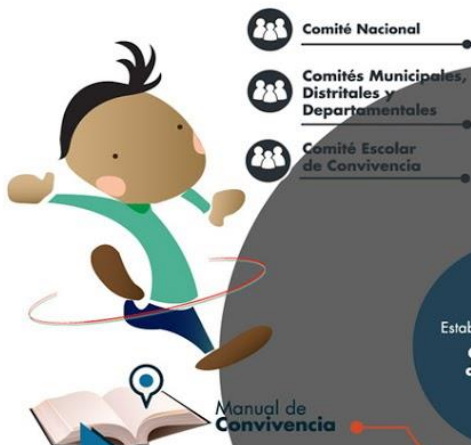 Comité Nacional
Comités Municipales,
Distritales y
Departamentales
Comité Escolar
de Convivencia
Manual de
Convivencia